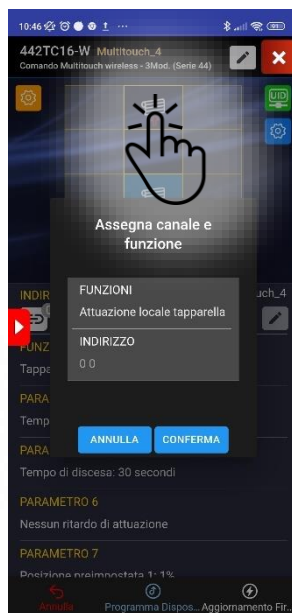 10:46
442TC16-W Multitouch_4
Comando Multitouch wireless - 3Mod. (Serie 44)
UID
Assegna canale e
funzione
INDIR
uch_4
FUNZIONI
Attuazione locale tapparella
INDIRIZZO
0 0
FUNZ
Tappa
PARA
Temp
ANNULLA CONFERMA
PARA
Tempo di discesa: 30 secondi
PARAMETRO 6
Nessun ritardo di attuazione
PARAMETRO 7
Posizione preimpostata 1: 1%
Annulla Programma Dispos... Aggiornamento Fir...